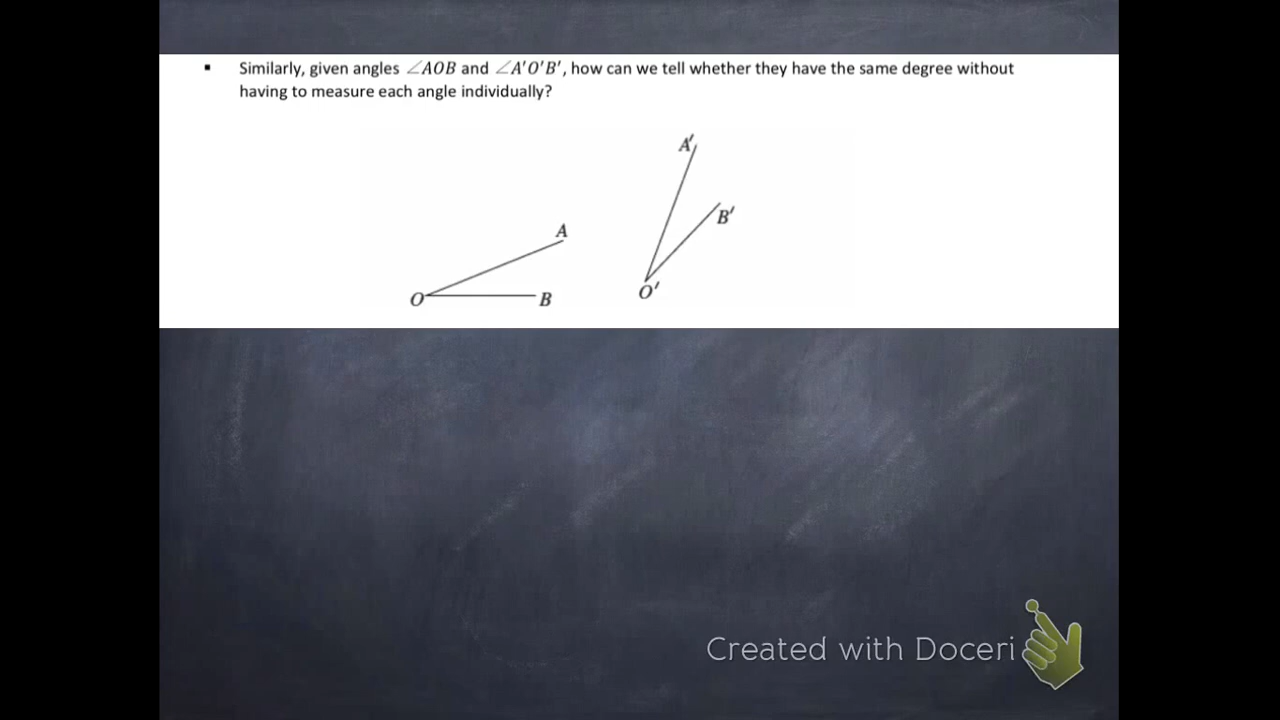 ▪ Similarly, given angles ∠AOB and ∠A′O′B′, how can we tell whether they have the same degree without
having to measure each angle individually?
A′
B′
A
O′
O
B
Created with Doceri